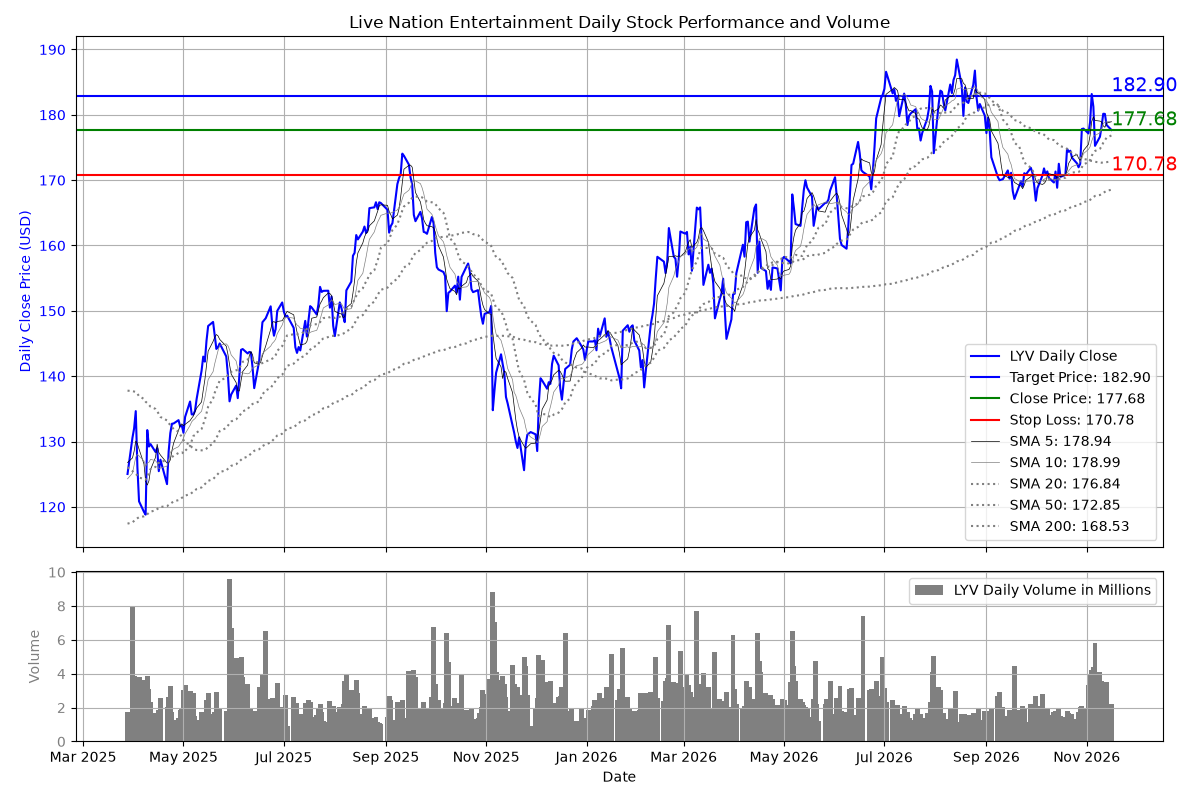 Live Nation Entertainment Daily Stock Performance and Volume
Daily Close Price (USD)
190
180
170
160
150
140
130
120
182.90
177.68
170.78
LYV Daily Close
Target Price: 182.90
Close Price: 177.68
Stop Loss: 170.78
SMA 5: 178.94
SMA 10: 178.99
SMA 20: 176.84
SMA 50: 172.85
SMA 200: 168.53
Volume
10
8
6
4
2
0
LYV Daily Volume in Millions
Mar 2025 May 2025 Jul 2025 Sep 2025 Nov 2025 Jan 2026 Mar 2026 May 2026 Jul 2026 Sep 2026 Nov 2026
Date